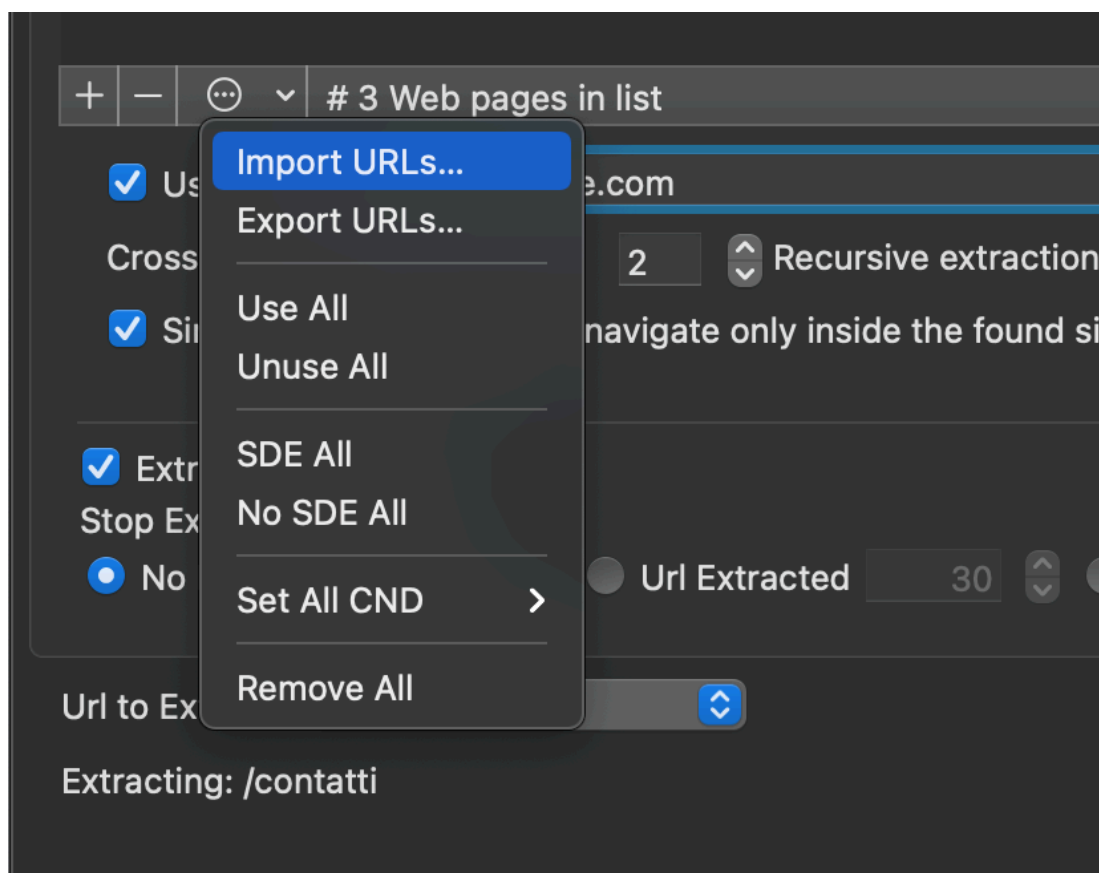 # 3 Web pages in list
Import URLs...
Export URLs...
Use All
Unuse All
SDE All
No SDE All
Set All CND
Remove All
e.com
Cross
2
Recursive extraction
navigate only inside the found
No
Url Extracted
30
Stop
Url to
Extracting: /contatti